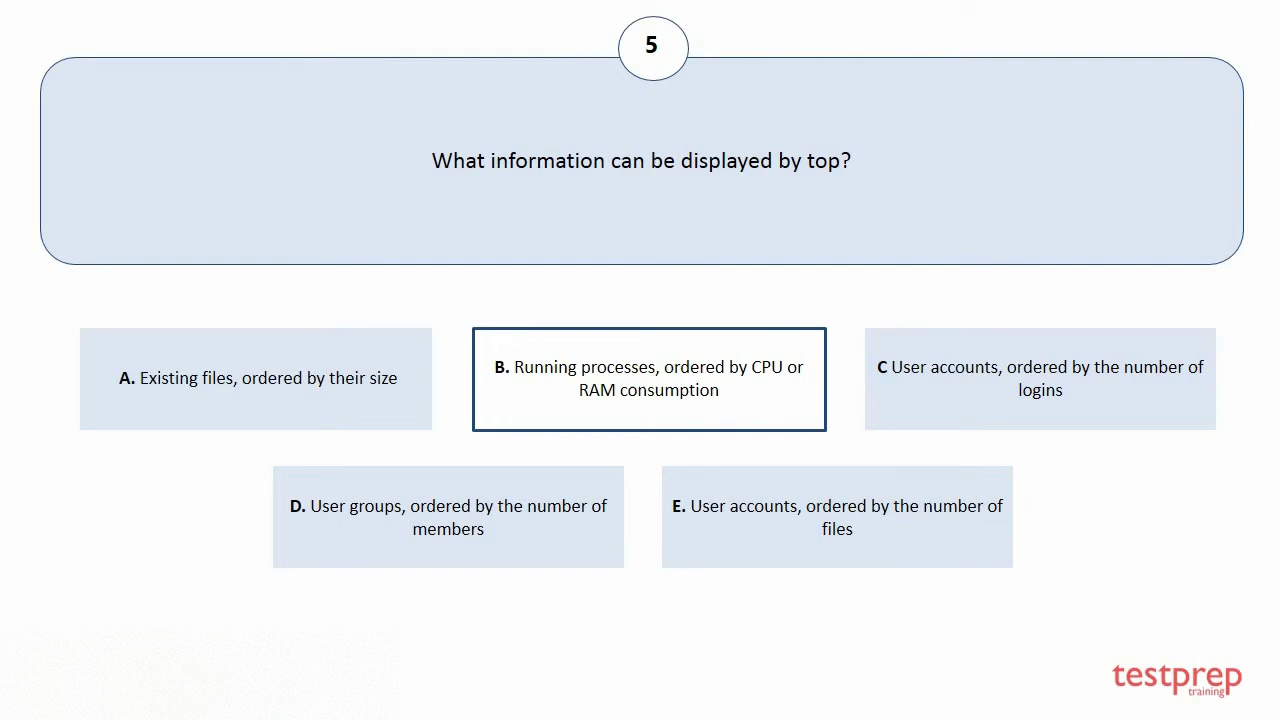 5
What information can be displayed by top?
A. Existing files, ordered by their size
B. Running processes, ordered by CPU or
RAM consumption
C User accounts, ordered by the number of
logins
D. User groups, ordered by the number of
members
E. User accounts, ordered by the number of
files
testprep
training